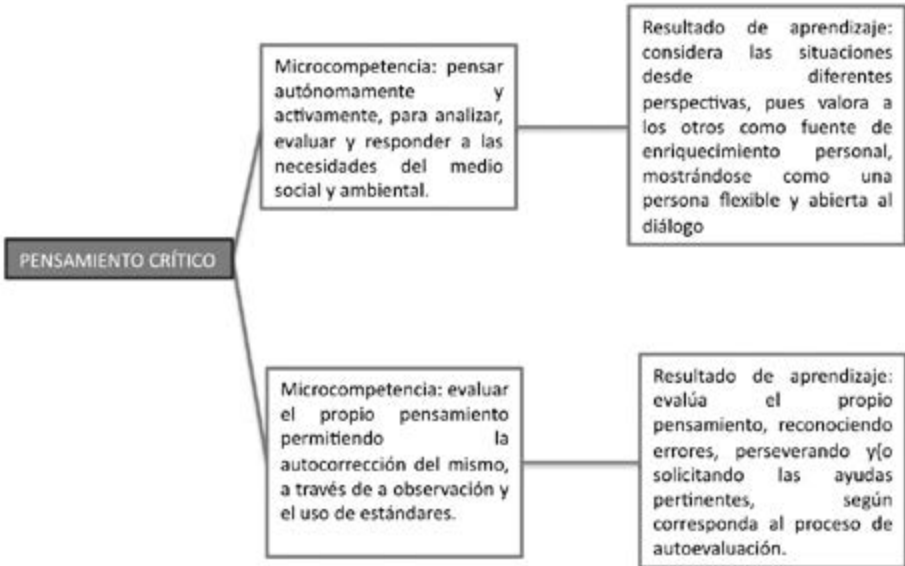 PENSAMIENTO CRÍTICO
Microcompetencia: pensar
autónomamente y
activamente, para analizar,
evaluar y responder a las
necesidades del medio
social y ambiental.
Resultado de aprendizaje:
considera las situaciones
desde diferentes
perspectivas, pues valora a
los otros como fuente de
enriquecimiento personal,
mostrándose como una
persona flexible y abierta al
diálogo
Microcompetencia: evaluar
el propio pensamiento
permitiendo la
autocorrección del mismo,
a través de a observación y
el uso de estándares.
Resultado de aprendizaje:
evalúa el propio
pensamiento, reconociendo
errores, perseverando y(o
solicitando las ayudas
pertinentes, según
corresponda al proceso de
autoevaluación.